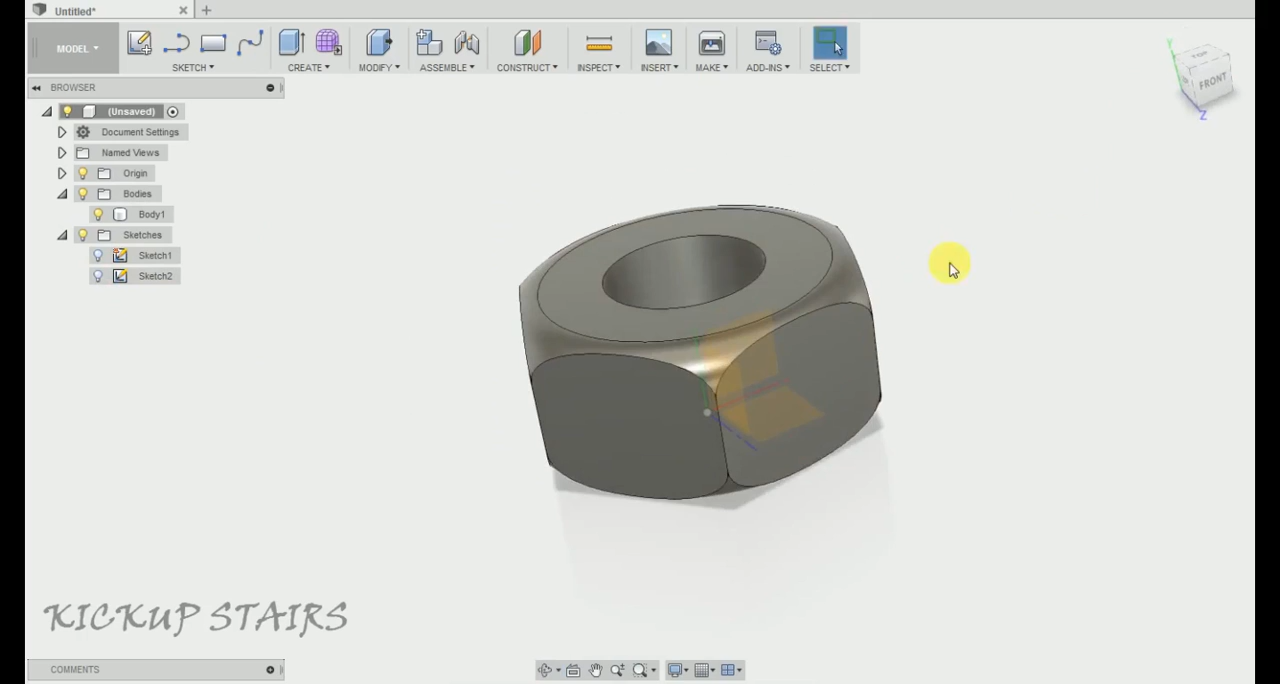 Untitled*
MODEL
SKETCH
CREATE
MODIFY
ASSEMBLE
CONSTRUCT
INSPECT
INSERT
MAKE
ADD-INS
SELECT
BROWSER
(Unsaved)
Document Settings
Named Views
Origin
Bodies
Body1
Sketches
Sketch1
Sketch2
TOP
FRONT
Y
Z
KICKUP STAIRS
COMMENTS